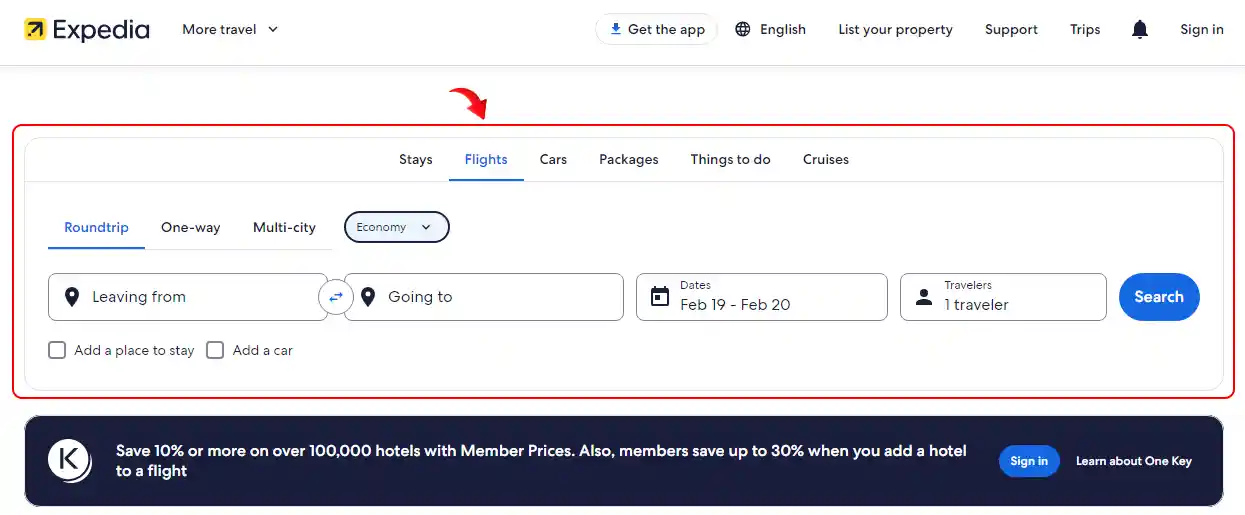 Expedia More travel Get the app English List your property Support Trips Sign in
Stays Flights Cars Packages Things to do Cruises
Roundtrip One-way Multi-city Economy
Leaving from Going to Dates Feb 19 - Feb 20 Travelers 1 traveler Search
Add a place to stay Add a car
K
Save 10% or more on over 100,000 hotels with Member Prices. Also, members save up to 30% when you add a hotel
to a flight
Sign in Learn about One Key